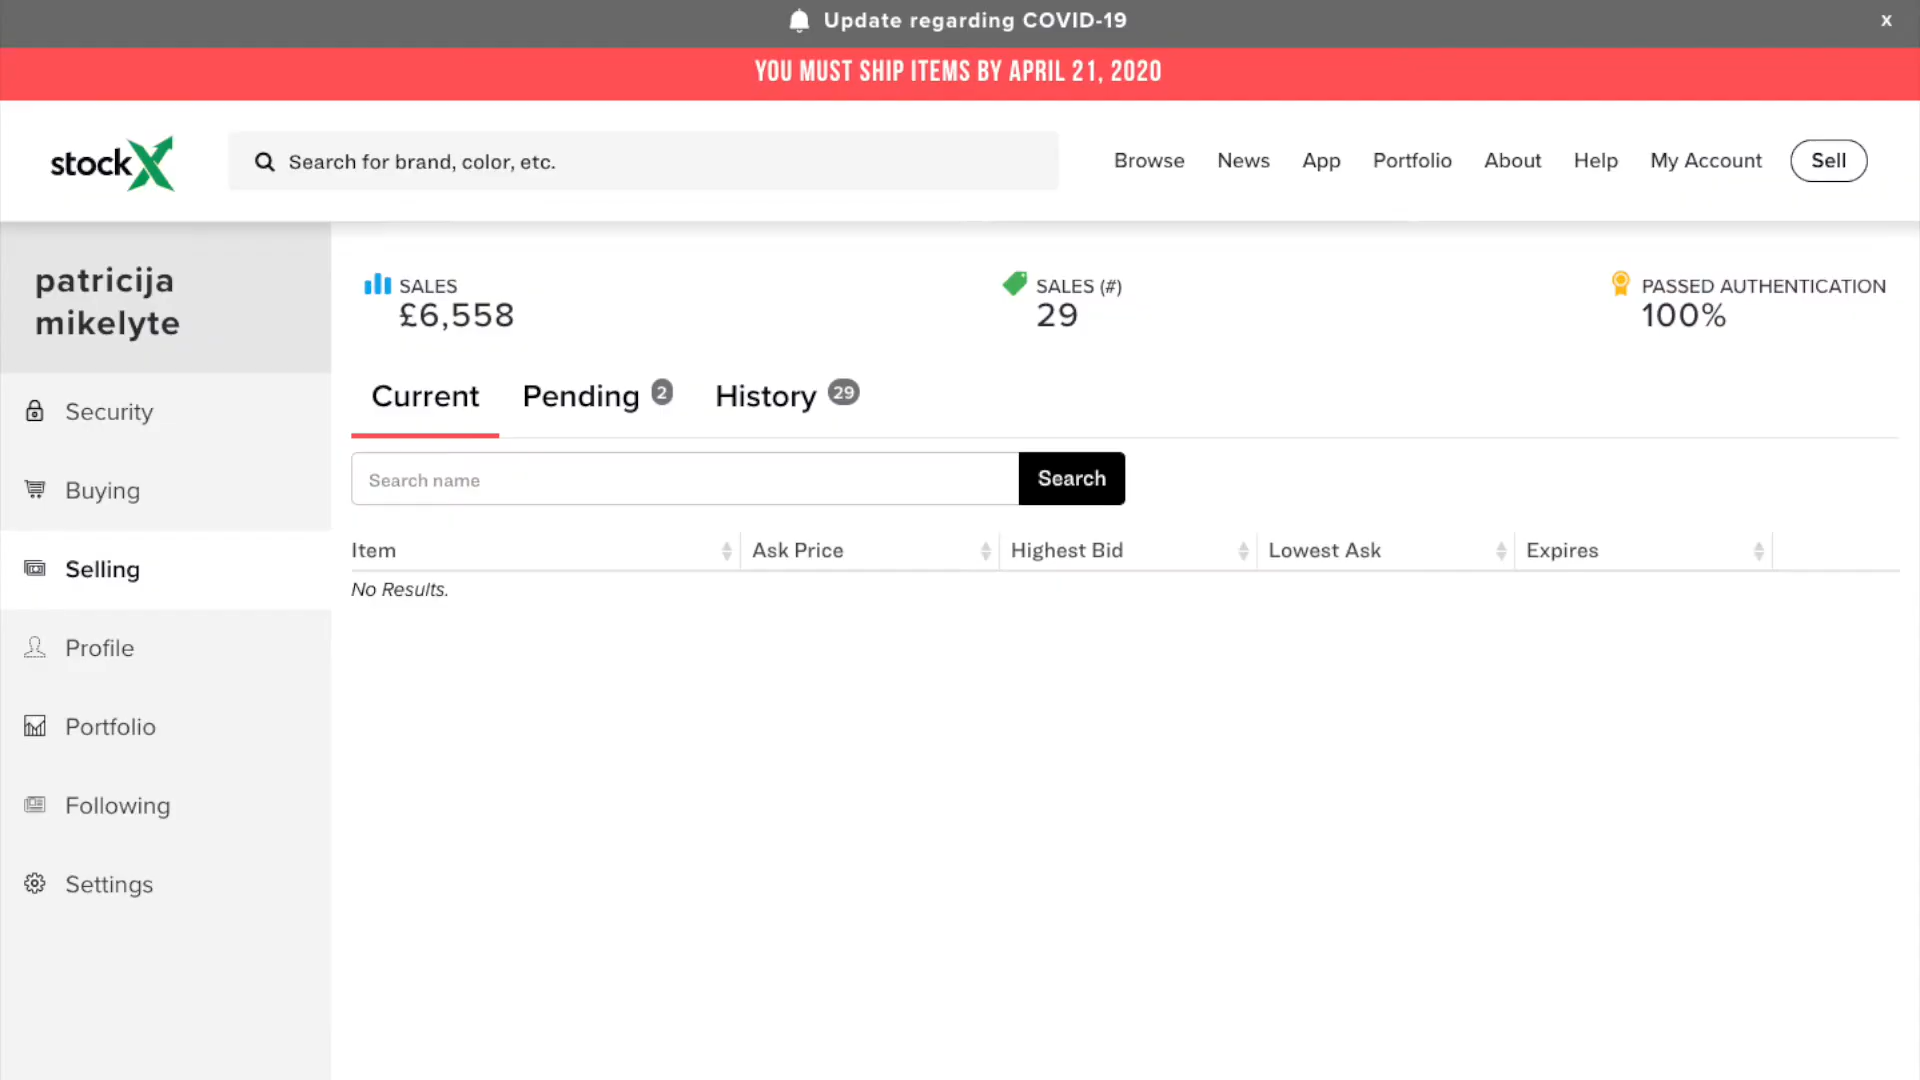 Update regarding COVID-19
x
YOU MUST SHIP ITEMS BY APRIL 21, 2020
stockX
Search for brand, color, etc.
Browse News App Portfolio About Help My Account Sell
patricija
mikelyte
SALES
£6,558
SALES (#)
29
PASSED AUTHENTICATION
100%
Current Pending 2 History 29
Search name
Search
Item Ask Price Highest Bid Lowest Ask Expires
No Results.
Security
Buying
Selling
Profile
Portfolio
Following
Settings